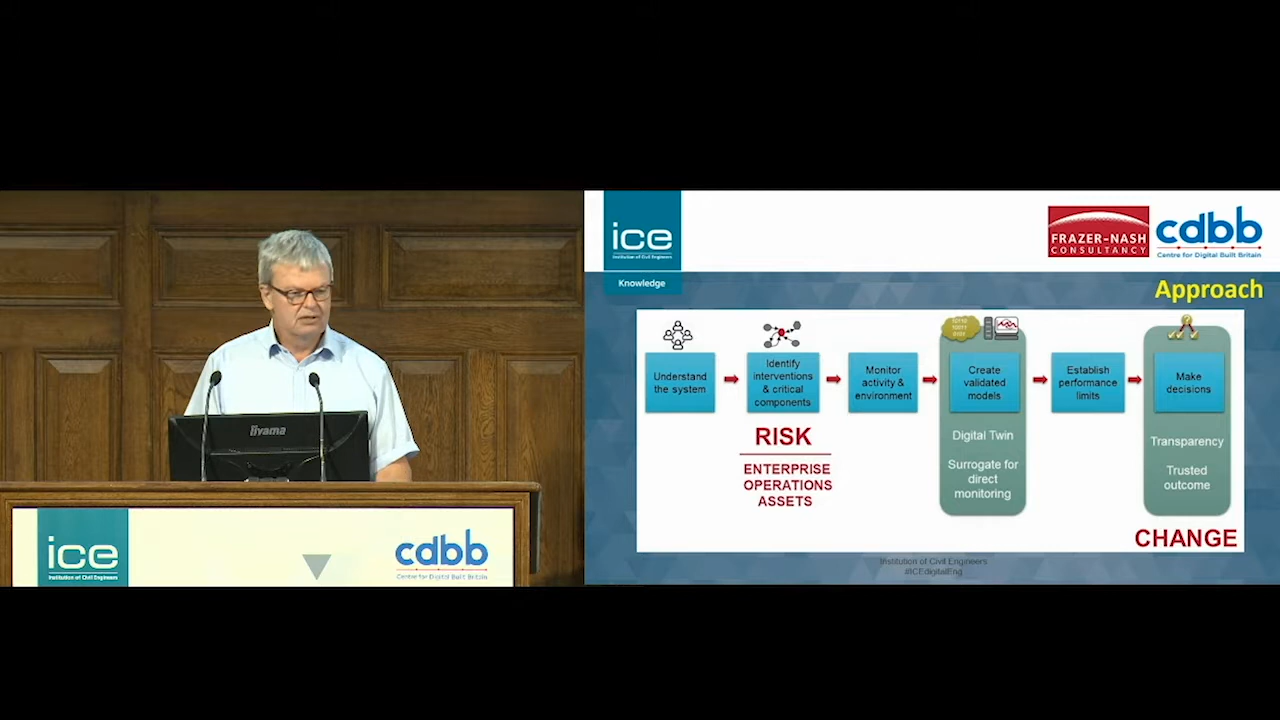 iiyama
ice
Institution of Civil Engineers
cdbb
Centre for Digital Built Britain
ice
Institution of Civil Engineers
Knowledge
FRAZER-NASH
CONSULTANCY
cdbb
Centre for Digital Built Britain
Approach
10110
10011
0101
Understand
the system
Identify
interventions
& critical
components
Monitor
activity &
environment
Create
validated
models
Establish
performance
limits
Make
decisions
RISK
ENTERPRISE
OPERATIONS
ASSETS
Digital Twin
Surrogate for
direct
monitoring
?
Transparency
Trusted
outcome
CHANGE
Institution of Civil Engineers
#ICEdigitalEng